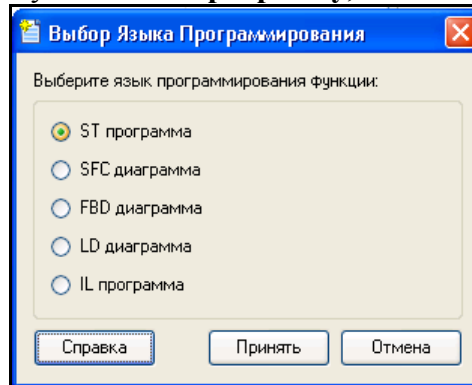 Выбор Языка Программирования
Выберите язык программирования функции:
ST программа
SFC диаграмма
FBD диаграмма
LD диаграмма
IL программа
Справка Принять Отмена